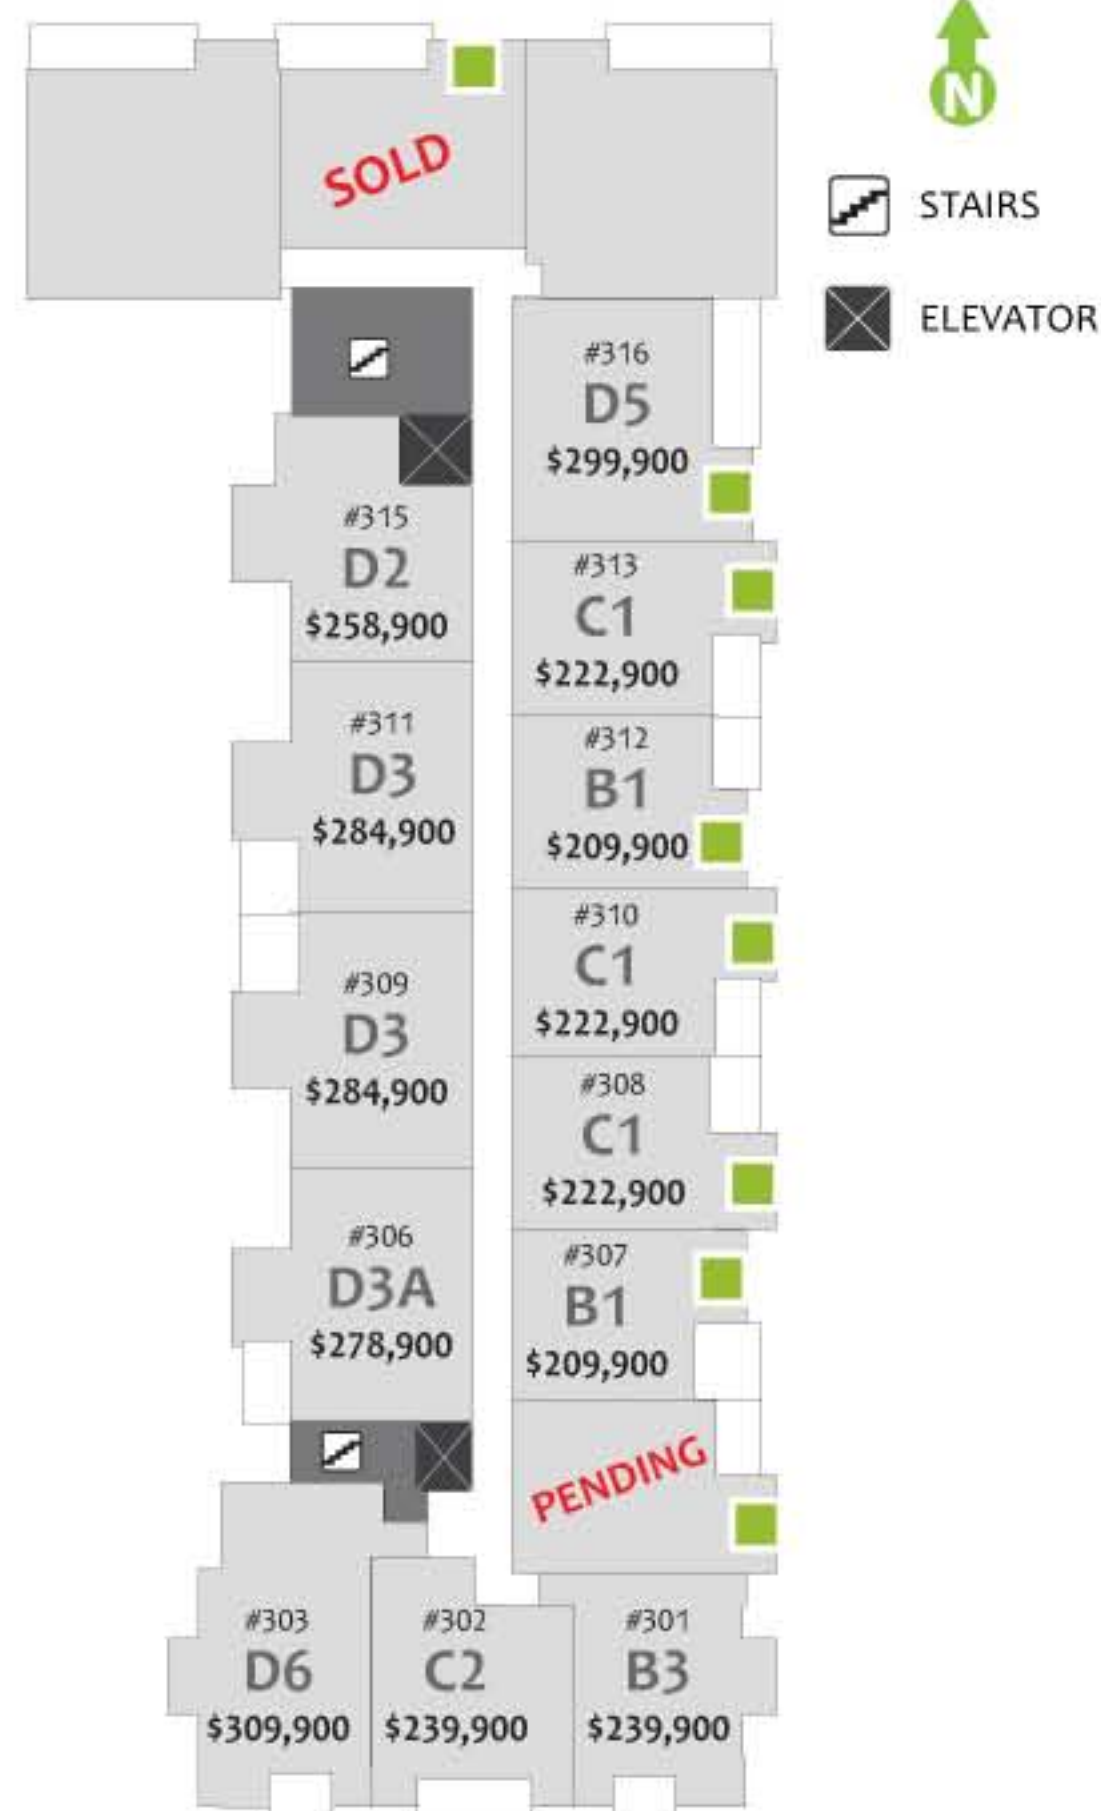 N
STAIRS
ELEVATOR
SOLD
#316
D5
$299,900
#315
D2
$258,900
#313
C1
$222,900
#311
D3
$284,900
#312
B1
$209,900
#310
C1
$222,900
#309
D3
$284,900
#308
C1
$222,900
#306
D3A
$278,900
#307
B1
$209,900
PENDING
#303
D6
$309,900
#302
C2
$239,900
#301
B3
$239,900